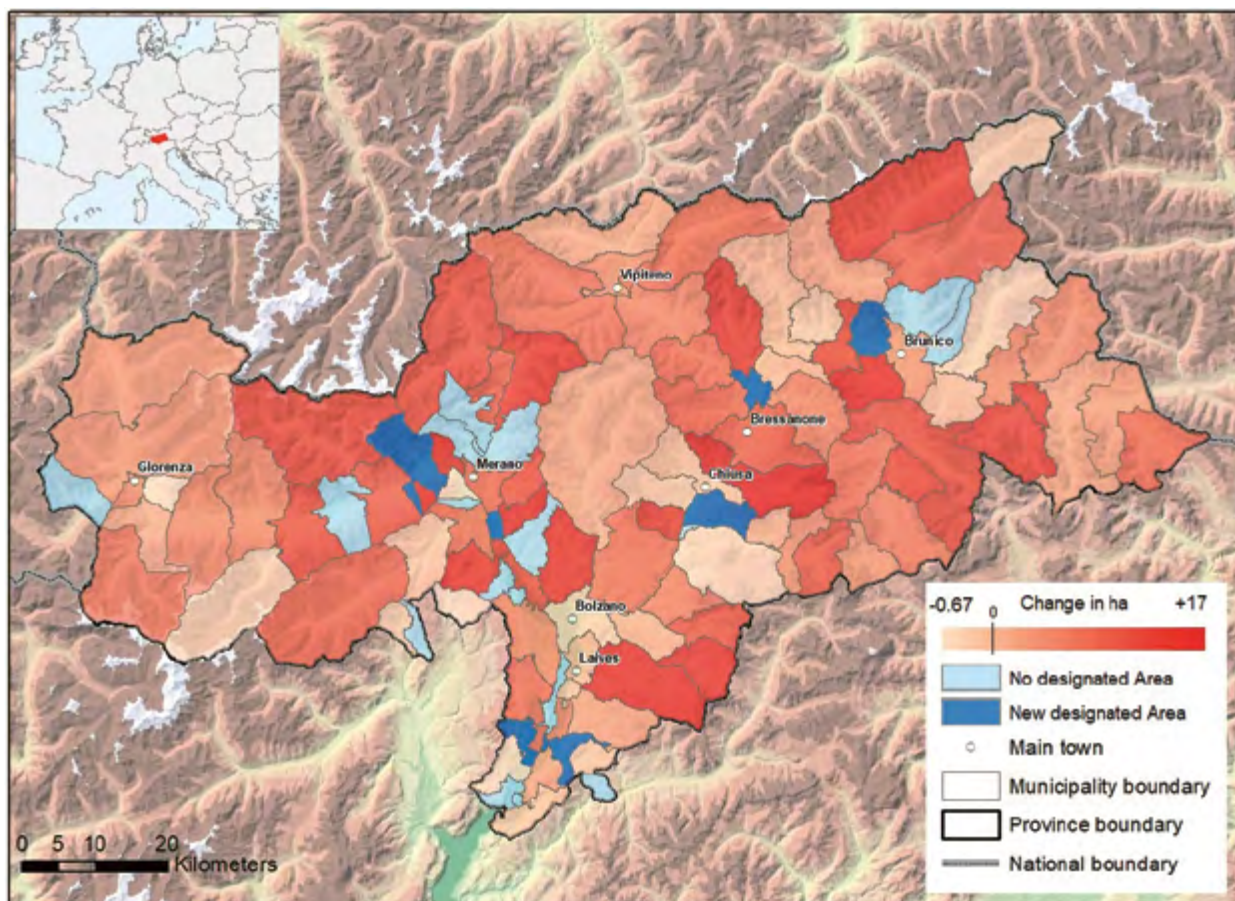 Vipiteno
Brunico
Bressanone
Glorenza
Merano
Chiusa
Bolzano
Laives
-0.67 0 Change in ha +17
No designated Area
New designated Area
Main town
Municipality boundary
Province boundary
National boundary
0 5 10 20
Kilometers